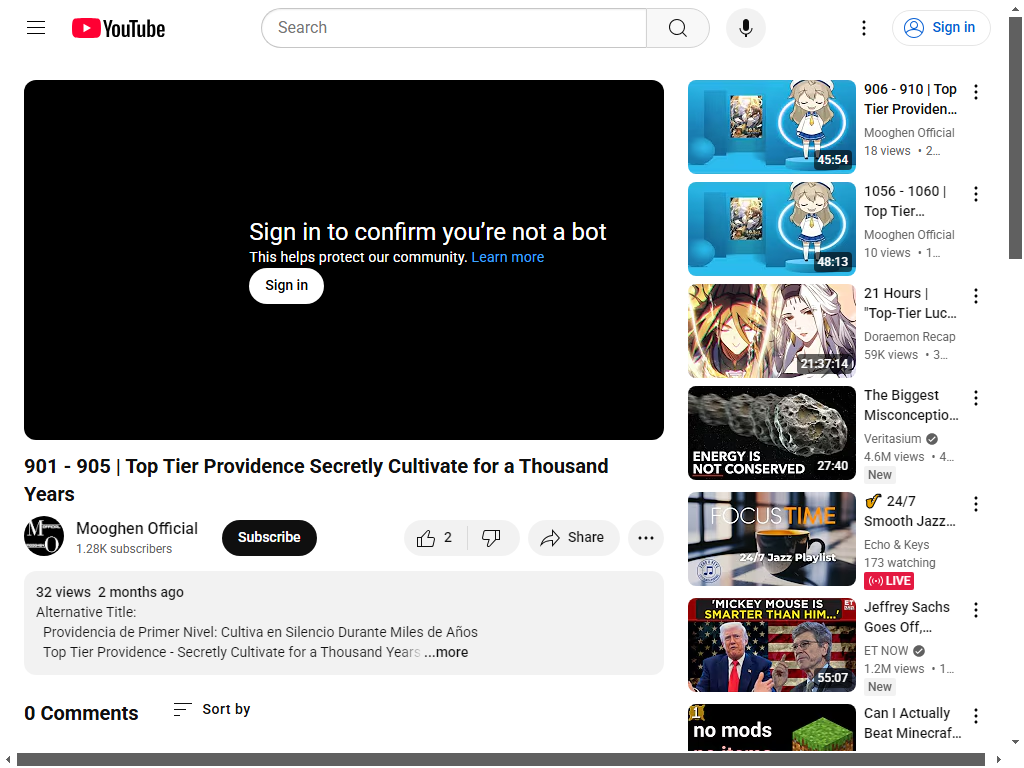 YouTube
Search
Sign in
Sign in to confirm you’re not a bot
This helps protect our community. Learn more
Sign in
901 - 905 | Top Tier Providence Secretly Cultivate for a Thousand
Years
Mooghen Official
1.28K subscribers
Subscribe
2
Share
32 views 2 months ago
Alternative Title:
Providencia de Primer Nivel: Cultiva en Silencio Durante Miles de Años
Top Tier Providence - Secretly Cultivate for a Thousand Years ...more
0 Comments
Sort by
45:54
906 - 910 | Top
Tier Providen...
Mooghen Official
18 views • 2...
48:13
1056 - 1060 |
Top Tier...
Mooghen Official
10 views • 1...
21:37:14
21 Hours |
"Top-Tier Luc...
Doraemon Recap
59K views • 3...
ENERGY IS
NOT CONSERVED
27:40
The Biggest
Misconceptio...
Veritasium
4.6M views • 4...
New
FOCUS TIME
24/7 Jazz Playlist
24/7
Smooth Jazz...
Echo & Keys
173 watching
LIVE
'MICKEY MOUSE IS
SMARTER THAN HIM...'
ET
55:07
Jeffrey Sachs
Goes Off,...
ET NOW
1.2M views • 1...
New
1
no mods
Can I Actually
Beat Minecraf...